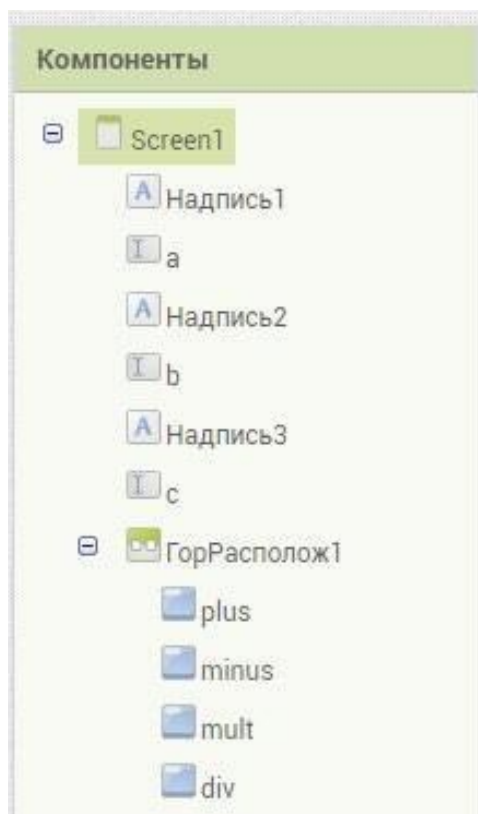 Компоненты
Screen1
Надпись1
a
Надпись2
b
Надпись3
c
ГорРасполож1
plus
minus
mult
div